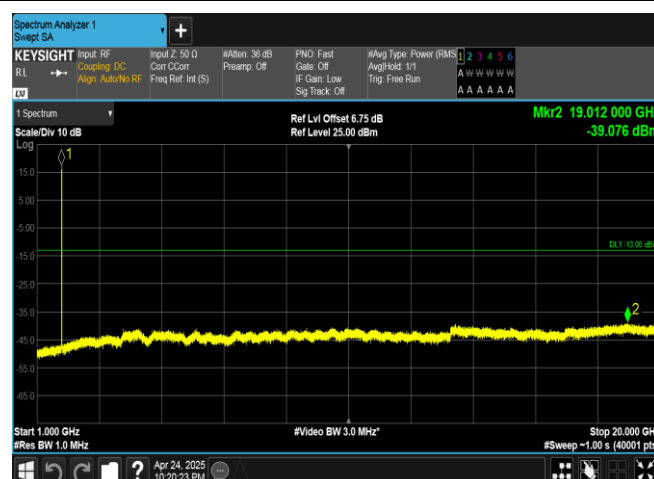 Spectrum Analyzer 1
Swept SA
KEYSIGHT
RL
LXI
Input: RF
Coupling: DC
Align: Auto/No RF
Input Z: 50 Ω
Corr CCorr
Freq Ref: Int (S)
#Atten: 36 dB
Preamp: Off
PNO: Fast
Gate: Off
IF Gain: Low
Sig Track: Off
#Avg Type: Power (RMS
Avg|Hold: 1/1
Trig: Free Run
1 2 3 4 5 6
A W W W W W
A A A A A A
1 Spectrum
Scale/Div 10 dB
Ref Lvl Offset 6.75 dB
Ref Level 25.00 dBm
Mkr2 19.012 000 GH
-39.076 dBr
Log
1
15.0
5.00
-5.00
DL1 -13.00 dB
-15.0
-25.0
-35.0
2
-45.0
-55.0
-65.0
Start 1.000 GHz
#Video BW 3.0 MHz*
Stop 20.000 GH
#Res BW 1.0 MHz
#Sweep ~1.00 s (40001 pts
Apr 24, 2025
10:20:23 PM